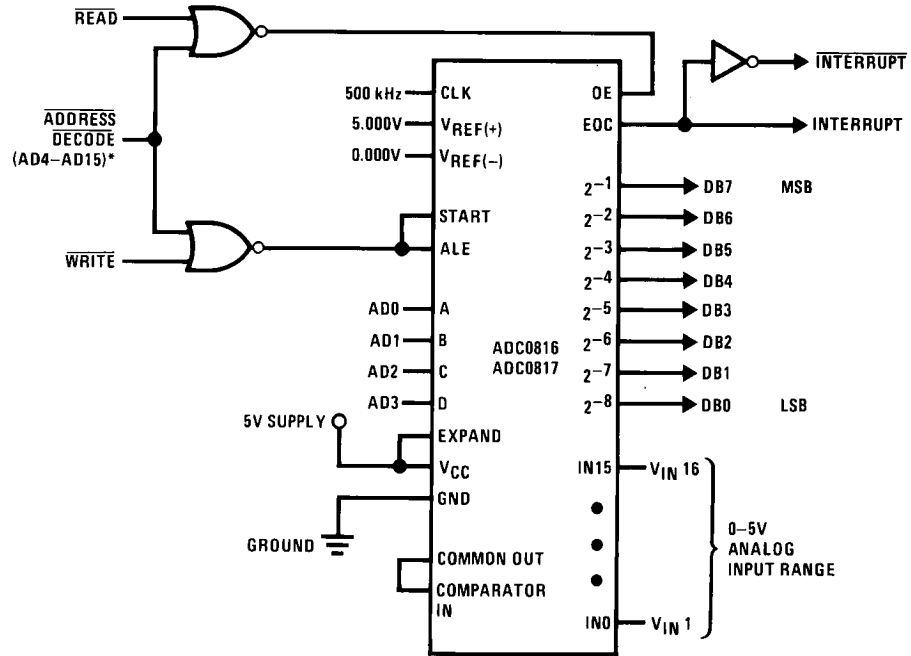 READ
ADDRESS
DECODE
(AD4–AD15)*
WRITE
500 kHz
5.000V
0.000V
CLK
VREF(+)
VREF(−)
START
ALE
AD0
AD1
AD2
AD3
A
B
C
D
5V SUPPLY
EXPAND
VCC
GND
GROUND
COMMON OUT
COMPARATOR
IN
ADC0816
ADC0817
OE
EOC
INTERRUPT
INTERRUPT
2−1 DB7 MSB
2−2 DB6
2−3 DB5
2−4 DB4
2−5 DB3
2−6 DB2
2−7 DB1
2−8 DB0 LSB
IN15 VIN 16
0–5V
ANALOG
INPUT RANGE
IN0 VIN 1